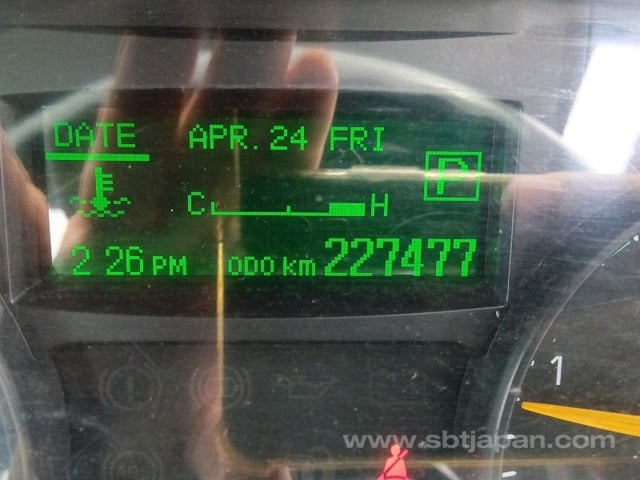 DATE APR. 24 FRI
P
C H
2 26 PM ODO km 227477
1
www.sbtjapan.com